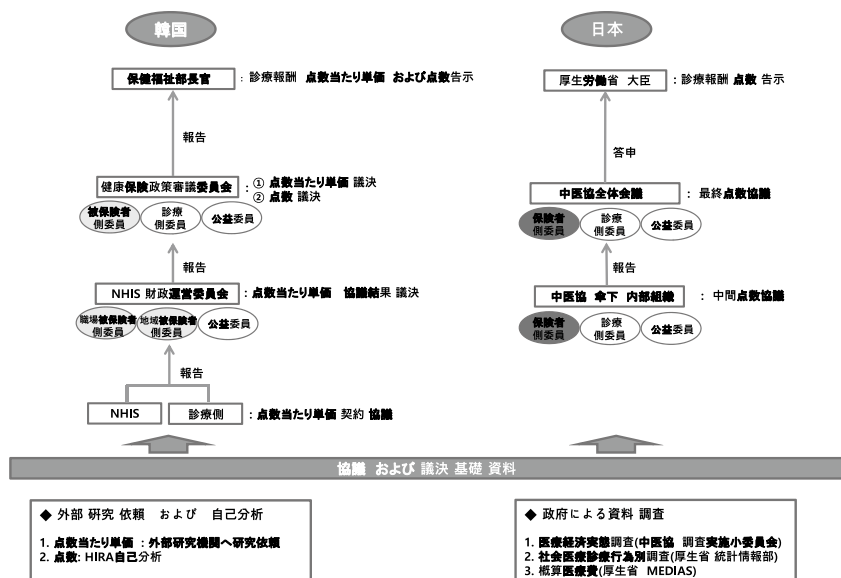 韓国
保健福祉部長官 : 診療報酬 点数当たり単価 および点数告示
報告
健康保険政策審議委員会 : ① 点数当たり単価 議決
② 点数 議決
被保険者
側委員
診療
側委員
公益委員
報告
NHIS 財政運営委員会 : 点数当たり単価 協議結果 議決
職場被保険者
側委員
地域被保険者
側委員
公益委員
報告
NHIS
診療側 : 点数当たり単価 契約 協議
日本
厚生労働省 大臣 : 診療報酬 点数 告示
答申
中医協全体会議 : 最終点数協議
保険者
側委員
診療
側委員
公益委員
報告
中医協 傘下 内部組織 : 中間点数協議
保険者
側委員
診療
側委員
公益委員
協議 および 議決 基礎 資料
◆ 外部 研究 依頼 および 自己分析
1. 点数当たり単価 : 外部研究機関へ研究依頼
2. 点数: HIRA自己分析
◆ 政府による資料 調査
1. 医療経済実態調査(中医協 調査実施小委員会)
2. 社会医療診療行為別調査(厚生省 統計情報部)
3. 概算医療費(厚生省 MEDIAS)